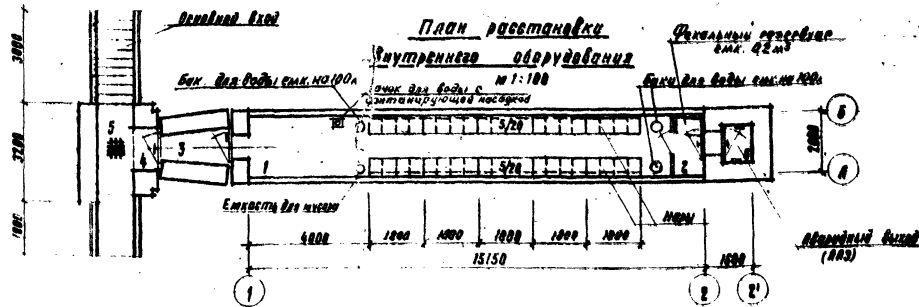 Основной вход
План расстановки
внутреннего оборудования
м 1:100
Фекальный резервуар
емк. 0,2 м³
Бак для воды емк. на 100л
Бачок для воды с
фонтанирующей насадкой
Баки для воды емк. на 100л
3000
3200
5
4
3
1
5/20
5/20
2
2000
Б
А
Емкость для мусора
Нары
4000
1800
1800
1800
1800
1800
15150
1800
Аварийный выход
(ЛАЗ)
1
2
2'